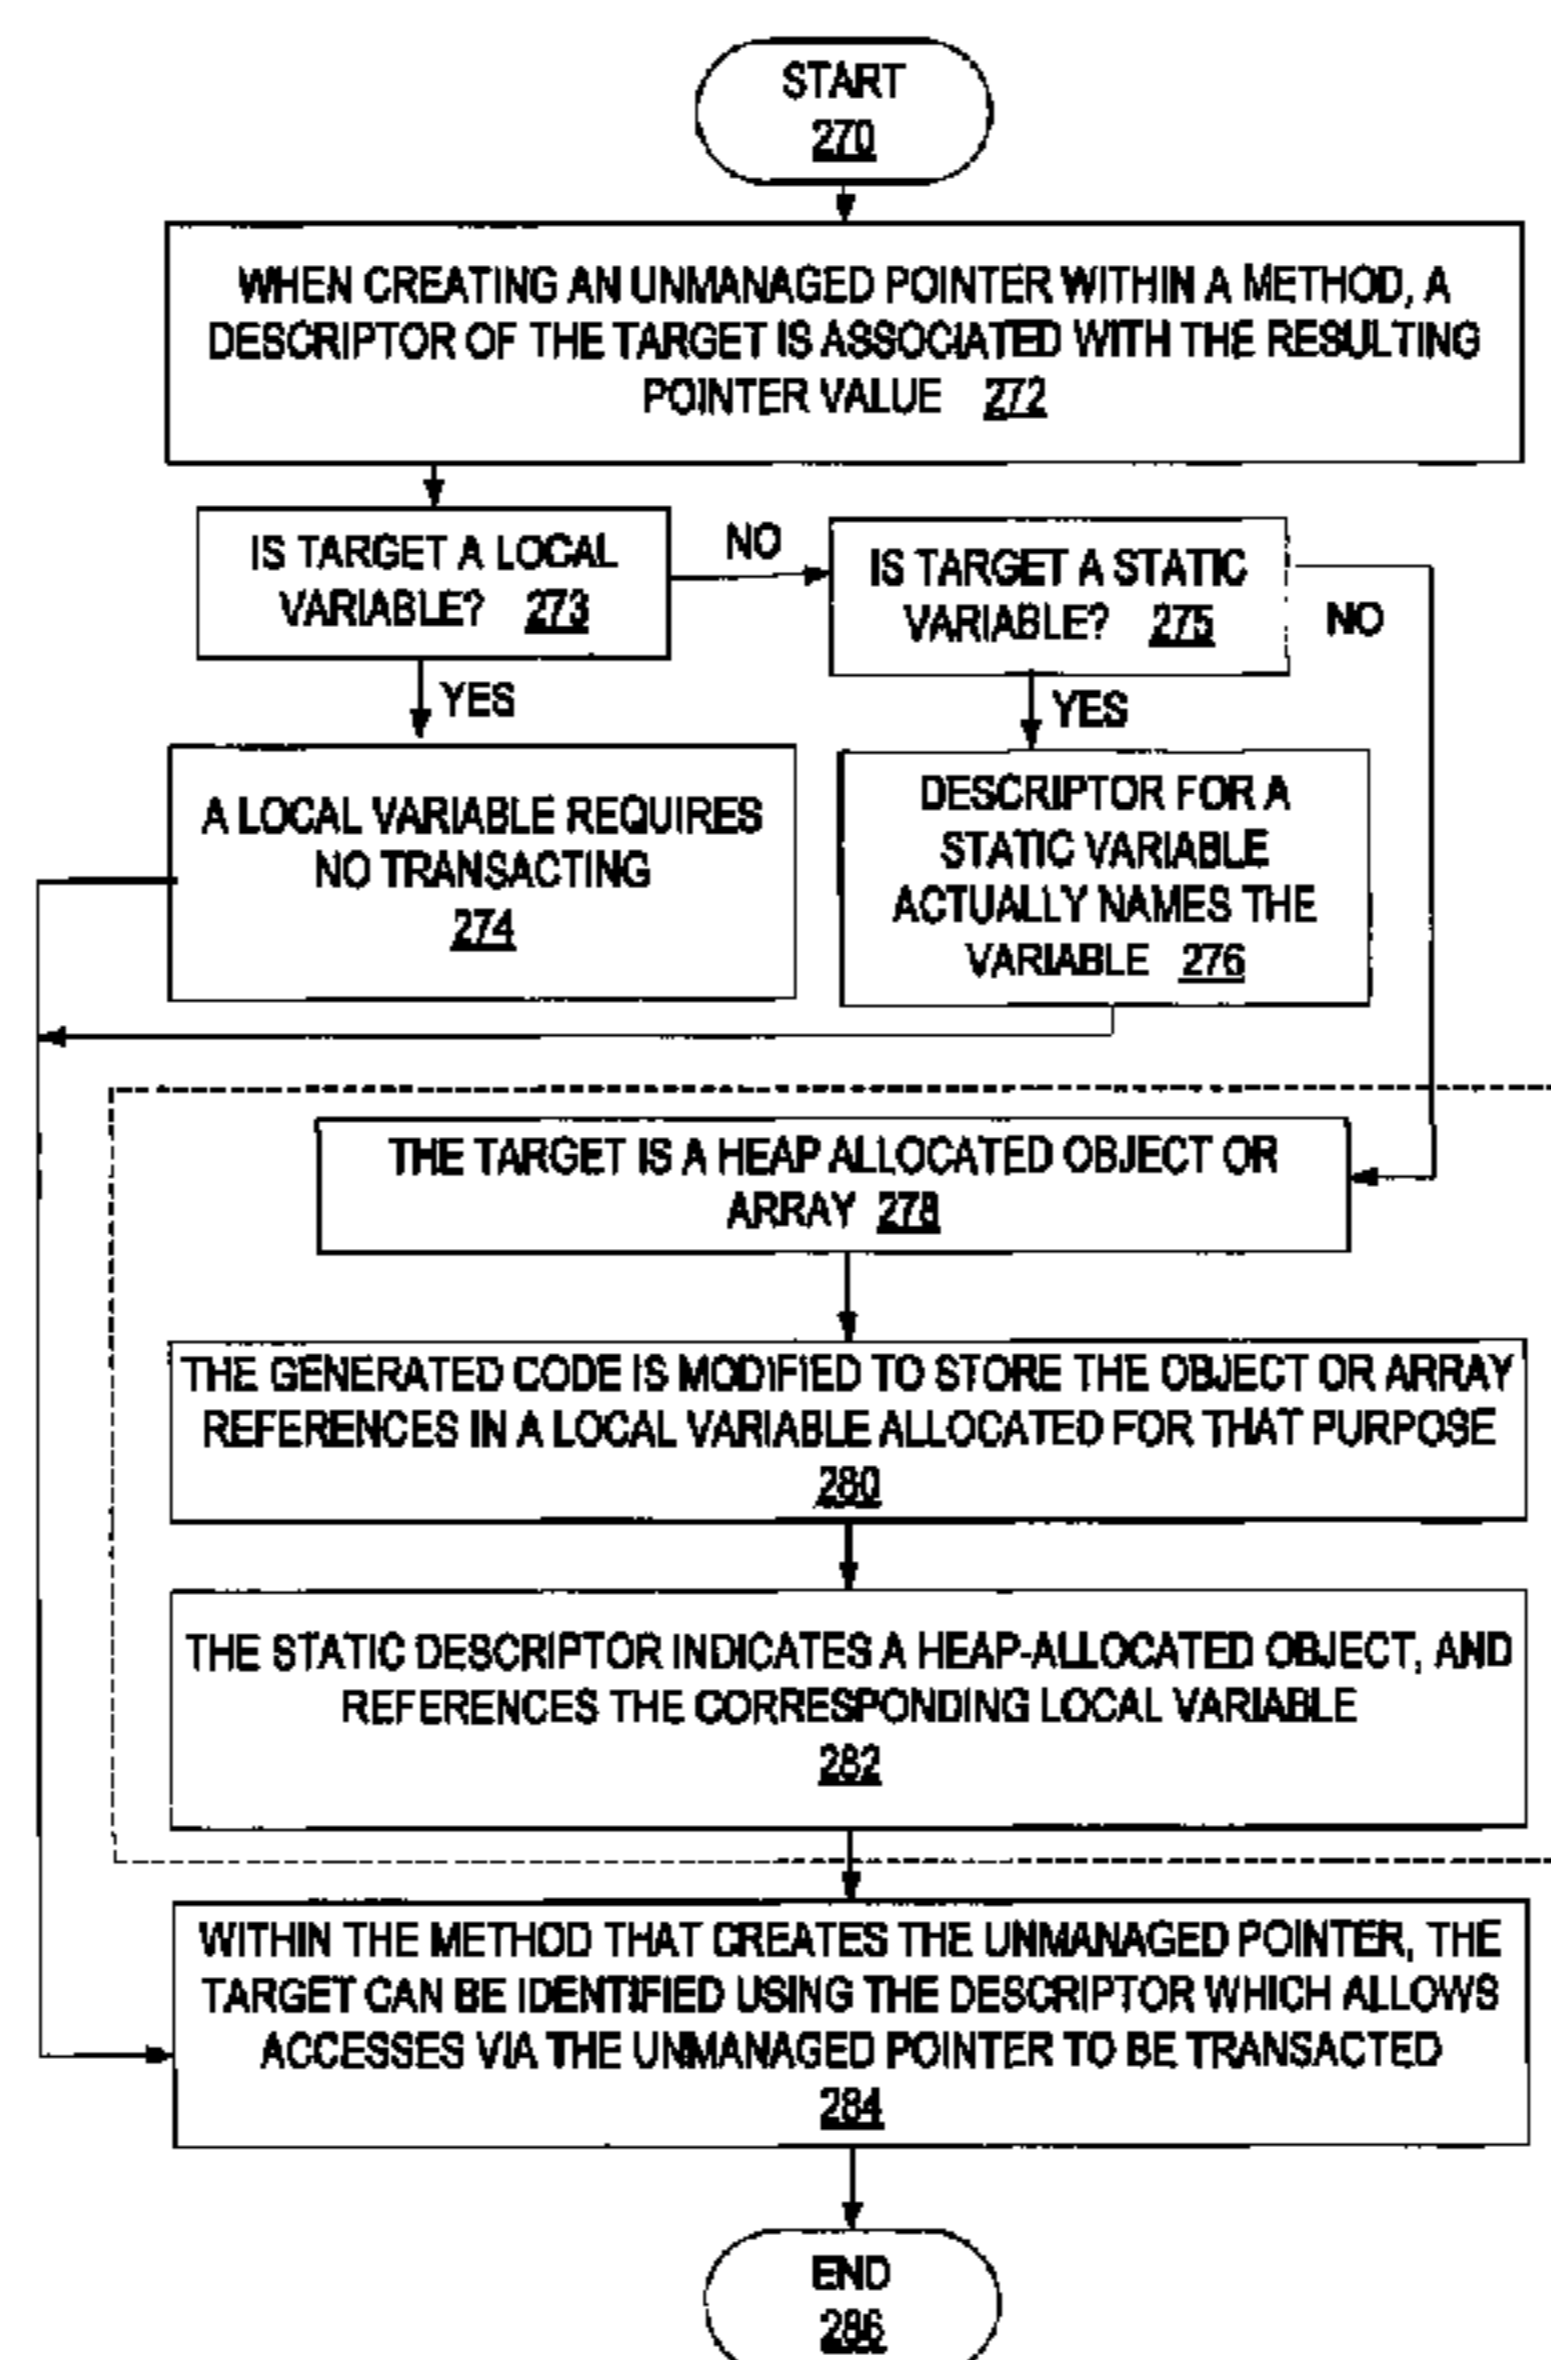 START
270
WHEN CREATING AN UNMANAGED POINTER WITHIN A METHOD, A
DESCRIPTOR OF THE TARGET IS ASSOCIATED WITH THE RESULTING
POINTER VALUE 272
IS TARGET A LOCAL
VARIABLE? 273
NO
IS TARGET A STATIC
VARIABLE? 275
NO
YES
YES
A LOCAL VARIABLE REQUIRES
NO TRANSACTING
274
DESCRIPTOR FOR A
STATIC VARIABLE
ACTUALLY NAMES THE
VARIABLE 276
THE TARGET IS A HEAP ALLOCATED OBJECT OR
ARRAY 278
THE GENERATED CODE IS MODIFIED TO STORE THE OBJECT OR ARRAY
REFERENCES IN A LOCAL VARIABLE ALLOCATED FOR THAT PURPOSE
280
THE STATIC DESCRIPTOR INDICATES A HEAP-ALLOCATED OBJECT, AND
REFERENCES THE CORRESPONDING LOCAL VARIABLE
282
WITHIN THE METHOD THAT CREATES THE UNMANAGED POINTER, THE
TARGET CAN BE IDENTIFIED USING THE DESCRIPTOR WHICH ALLOWS
ACCESSES VIA THE UNMANAGED POINTER TO BE TRANSACTED
284
END
286